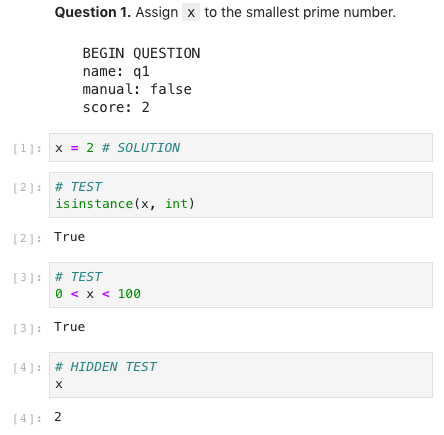 Question 1. Assign x to the smallest prime number.
BEGIN QUESTION
name: q1
manual: false
score: 2
[1]: x = 2 # SOLUTION
[2]: # TEST
isinstance(x, int)
[2]: True
[3]: # TEST
0 < x < 100
[3]: True
[4]: # HIDDEN TEST
x
[4]: 2